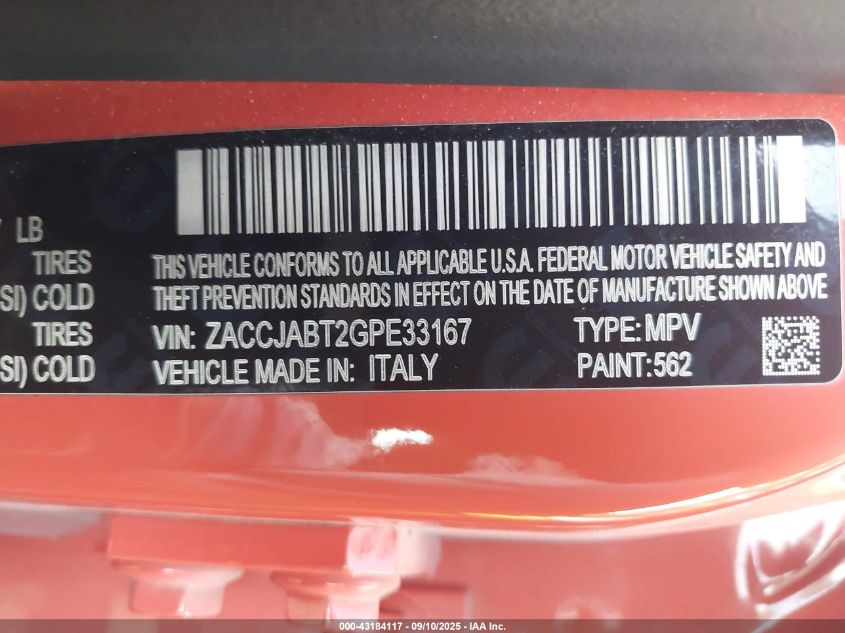 LB
TIRES
SI) COLD
TIRES
SI) COLD
THIS VEHICLE CONFORMS TO ALL APPLICABLE U.S.A. FEDERAL MOTOR VEHICLE SAFETY AND
THEFT PREVENTION STANDARDS IN EFFECT ON THE DATE OF MANUFACTURE SHOWN ABOVE
VIN: ZACCJABT2GPE33167 TYPE: MPV
VEHICLE MADE IN: ITALY PAINT: 562
000-43184117 - 09/10/2025 - IAA Inc.